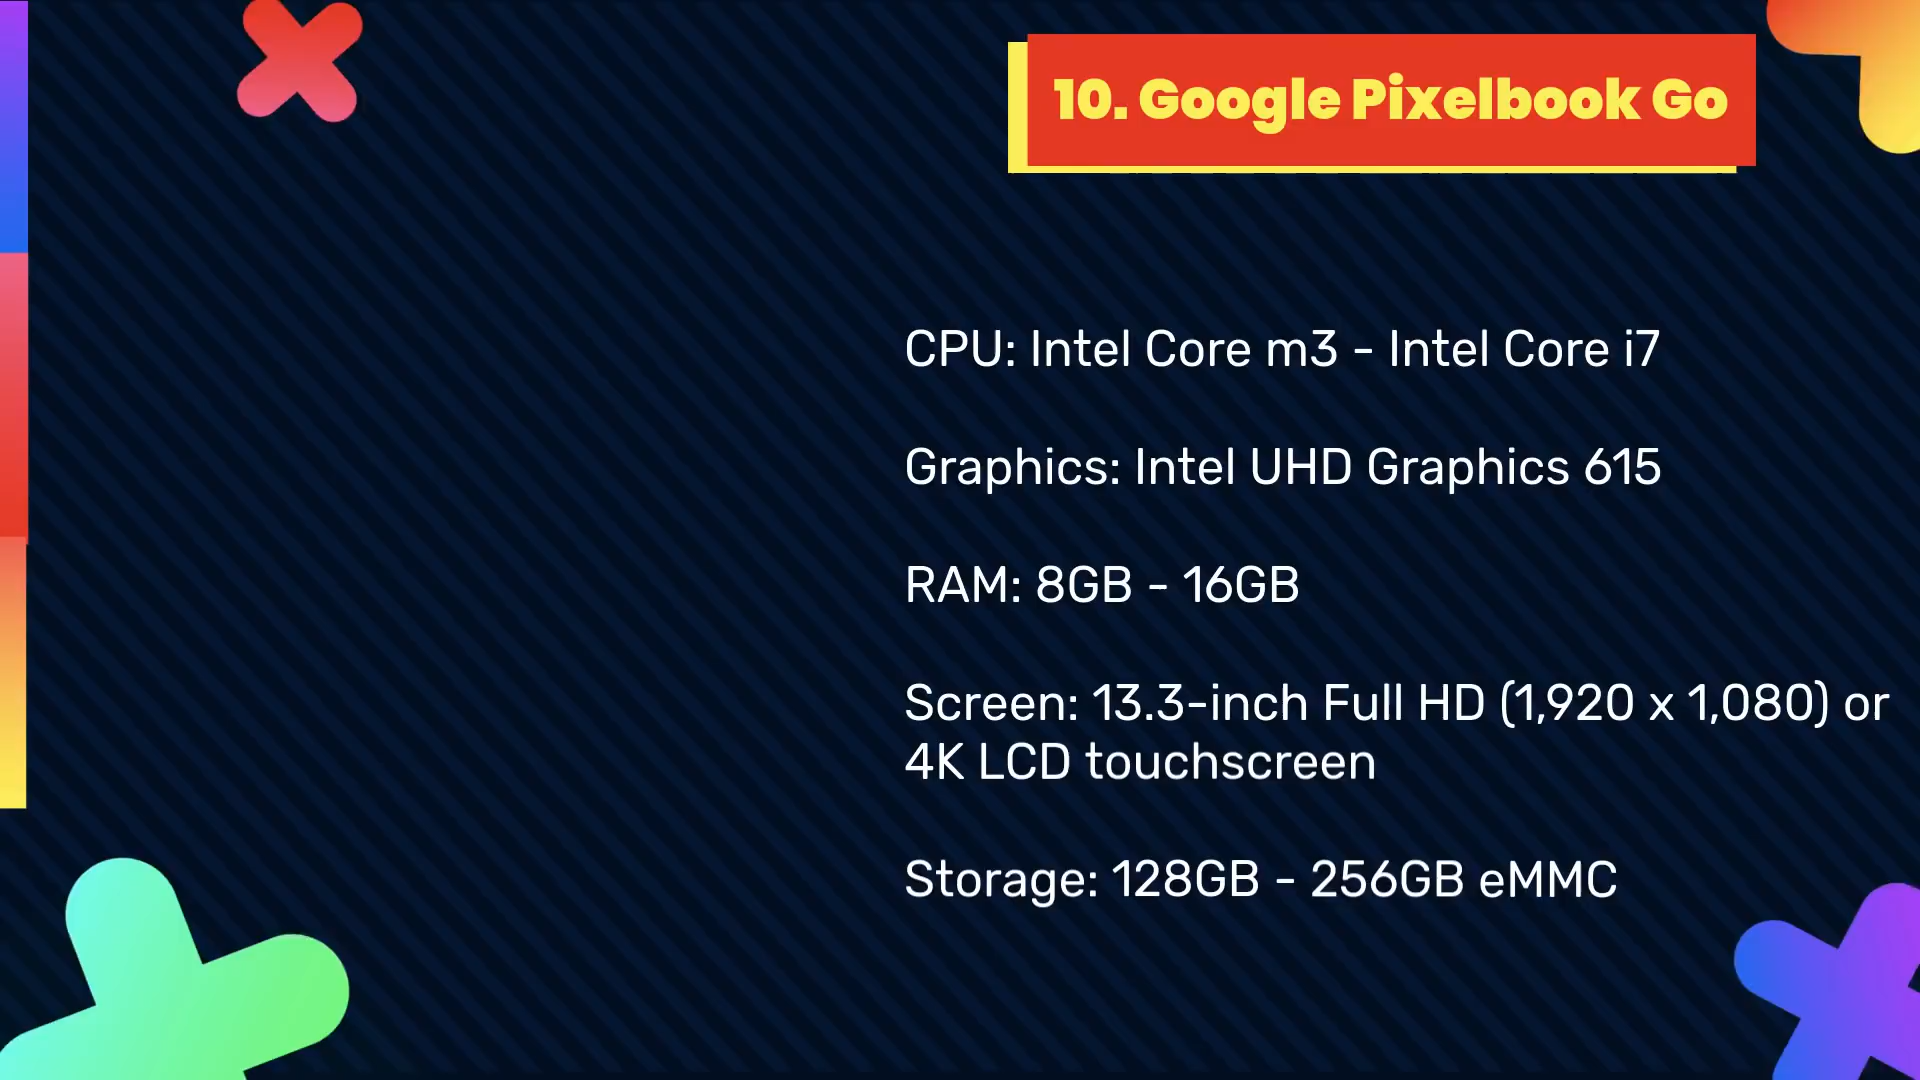 10. Google Pixelbook Go
CPU: Intel Core m3 - Intel Core i7
Graphics: Intel UHD Graphics 615
RAM: 8GB - 16GB
Screen: 13.3-inch Full HD (1,920 x 1,080) or
4K LCD touchscreen
Storage: 128GB - 256GB eMMC